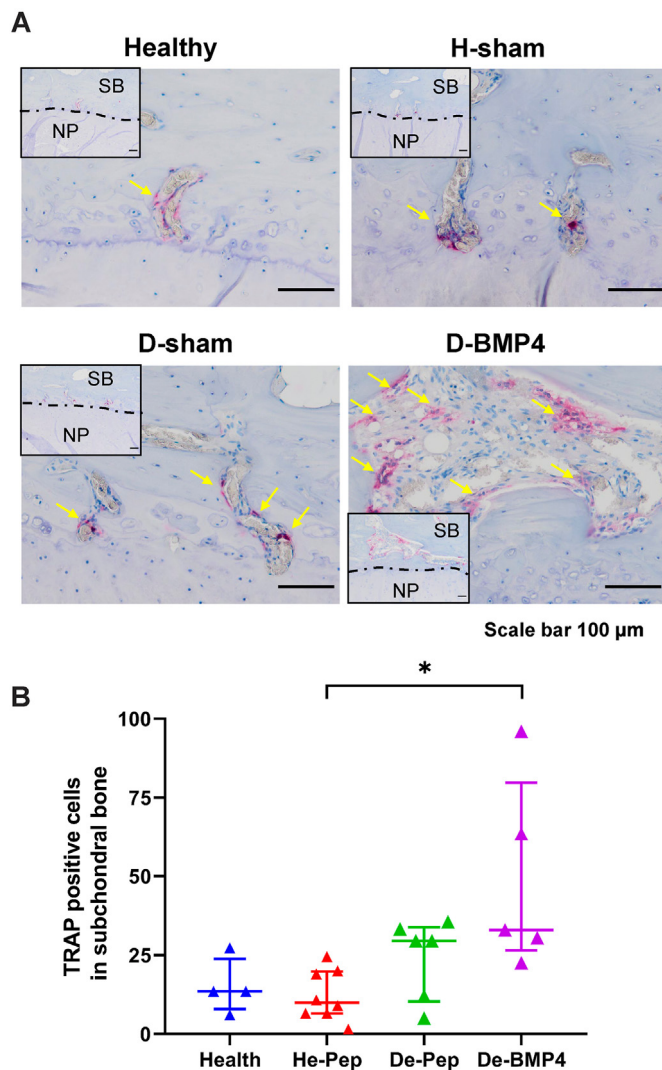 A
Healthy
H-sham
SB
NP
SB
NP
D-sham
D-BMP4
SB
NP
SB
NP
Scale bar 100 µm
B
*
TRAP positive cells
in subchondral bone
100
75
50
25
0
Health He-Pep De-Pep De-BMP4